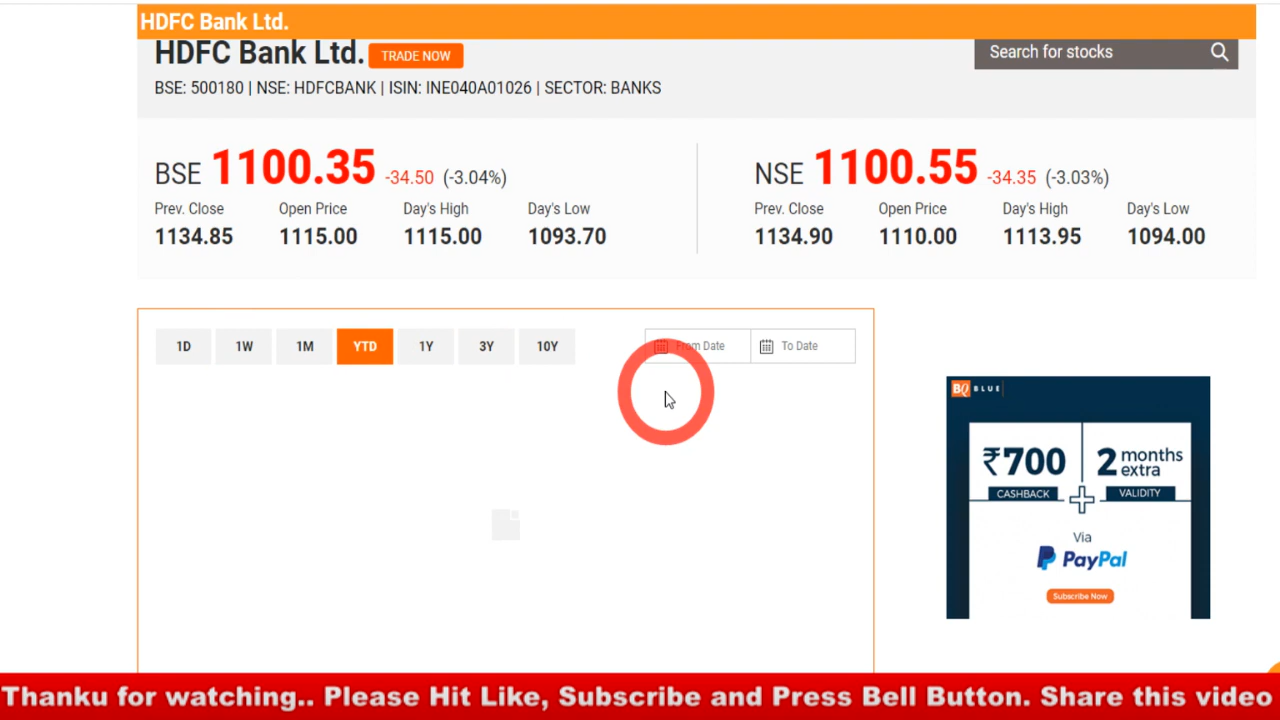 HDFC Bank Ltd.
HDFC Bank Ltd. TRADE NOW
Search for stocks
BSE: 500180 | NSE: HDFCBANK | ISIN: INE040A01026 | SECTOR: BANKS
BSE 1100.35 -34.50 (-3.04%)
Prev. Close Open Price Day's High Day's Low
1134.85 1115.00 1115.00 1093.70
NSE 1100.55 -34.35 (-3.03%)
Prev. Close Open Price Day's High Day's Low
1134.90 1110.00 1113.95 1094.00
1D 1W 1M YTD 1Y 3Y 10Y
From Date To Date
BQ BLUE
₹700 CASHBACK
+
2 months extra VALIDITY
Via
PayPal
Subscribe Now
Thanku for watching.. Please Hit Like, Subscribe and Press Bell Button. Share this video